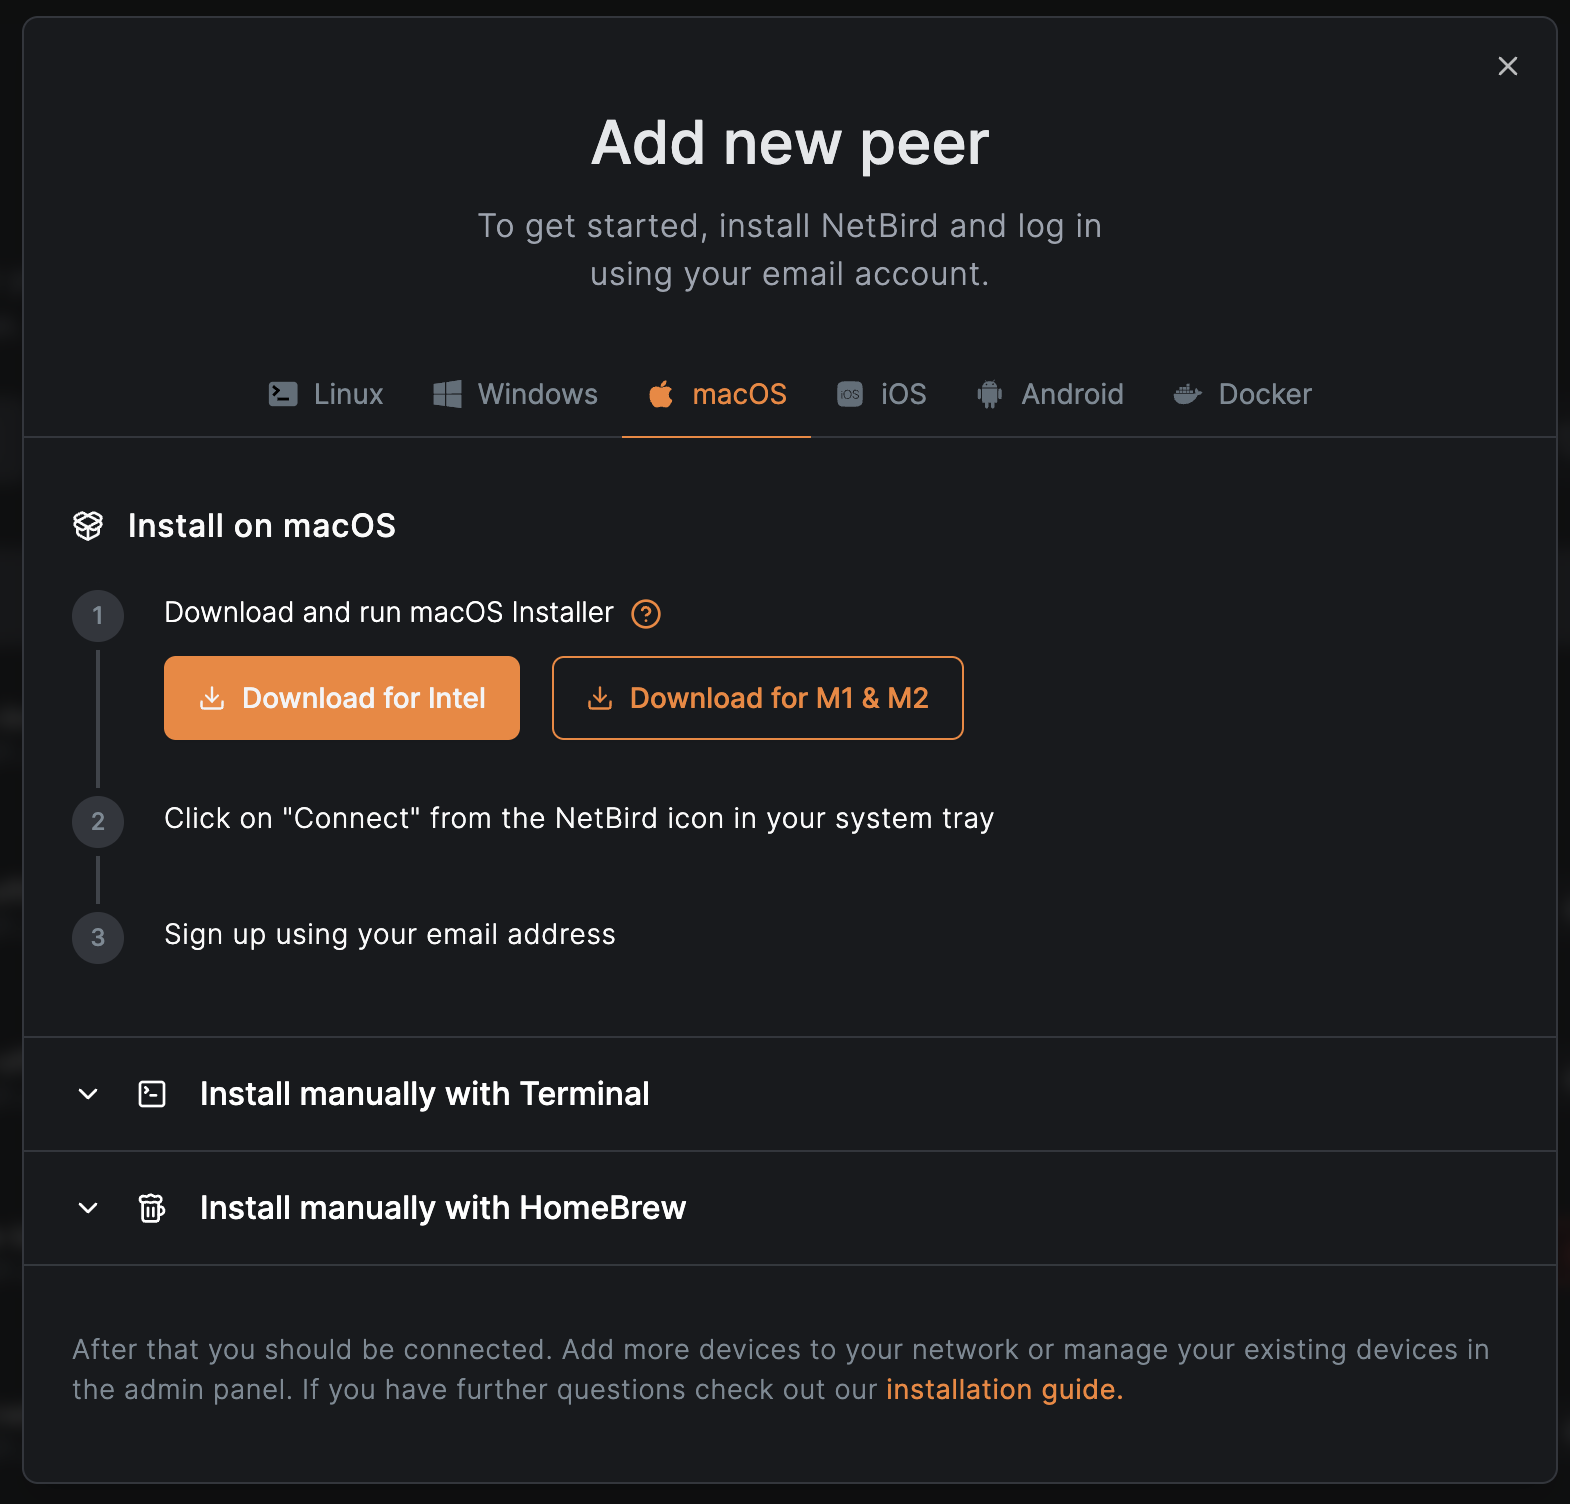 Add new peer
To get started, install NetBird and log in
using your email account.
Linux
Windows
macOS
iOS
iOS
Android
Docker
Install on macOS
1
Download and run macOS Installer
?
Download for Intel
Download for M1 & M2
2
Click on "Connect" from the NetBird icon in your system tray
3
Sign up using your email address
Install manually with Terminal
Install manually with HomeBrew
After that you should be connected. Add more devices to your network or manage your existing devices in
the admin panel. If you have further questions check out our installation guide.